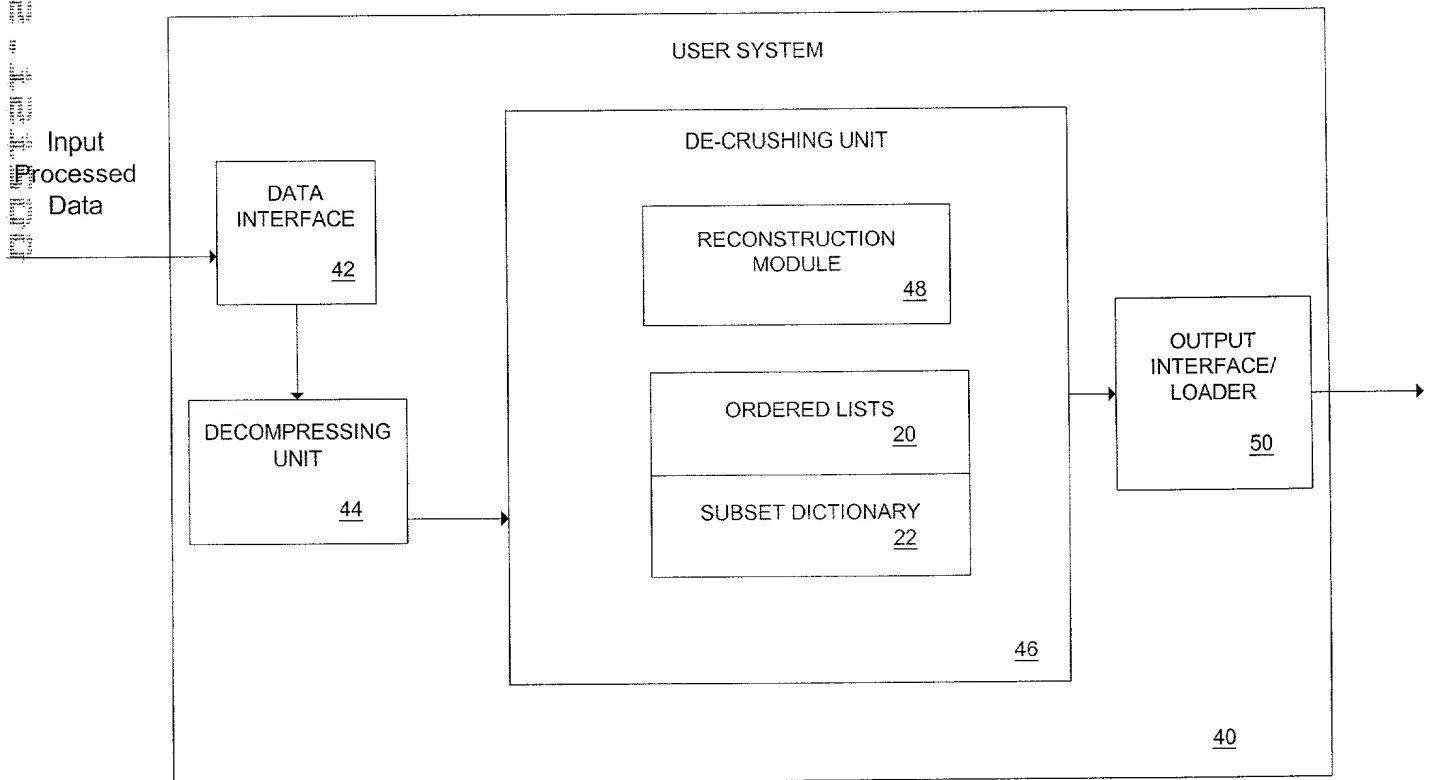 USER SYSTEM
Input
Processed
Data
DATA
INTERFACE
42
DECOMPRESSING
UNIT
44
DE-CRUSHING UNIT
RECONSTRUCTION
MODULE
48
ORDERED LISTS
20
SUBSET DICTIONARY
22
46
OUTPUT
INTERFACE/
LOADER
50
40